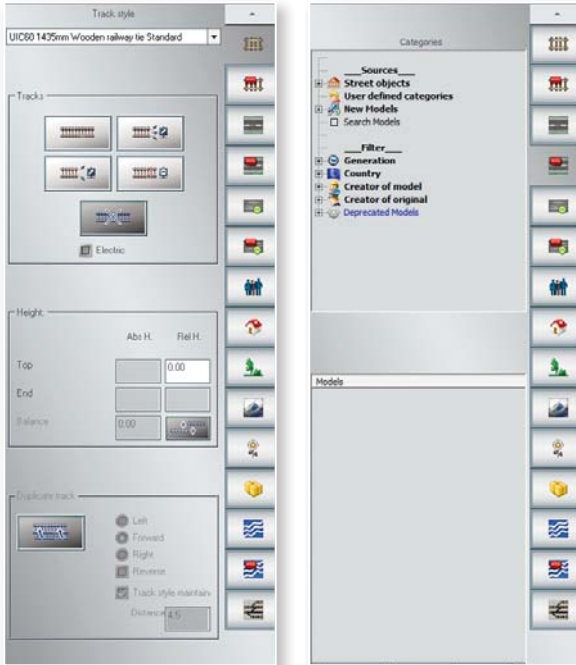 Track style
UIC60 1435mm Wooden railway tie Standard
Tracks
Electric
Height
Abs H. Rel H.
Top 0.00
End
Balance 0.00
Duplicate track
Left
Forward
Right
Reverse
Track style maintain
Distance 4.5
Categories
___Sources___
Street objects
User defined categories
New Models
Search Models
___Filter___
Generation
Country
Creator of model
Creator of original
Deprecated Models
Models